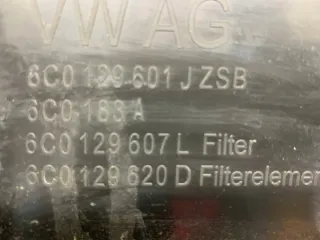 VW AG
6C0 129 601 J ZSB
6C0 183 A
6C0 129 607 L Filter
6C0 129 620 D Filterelemen